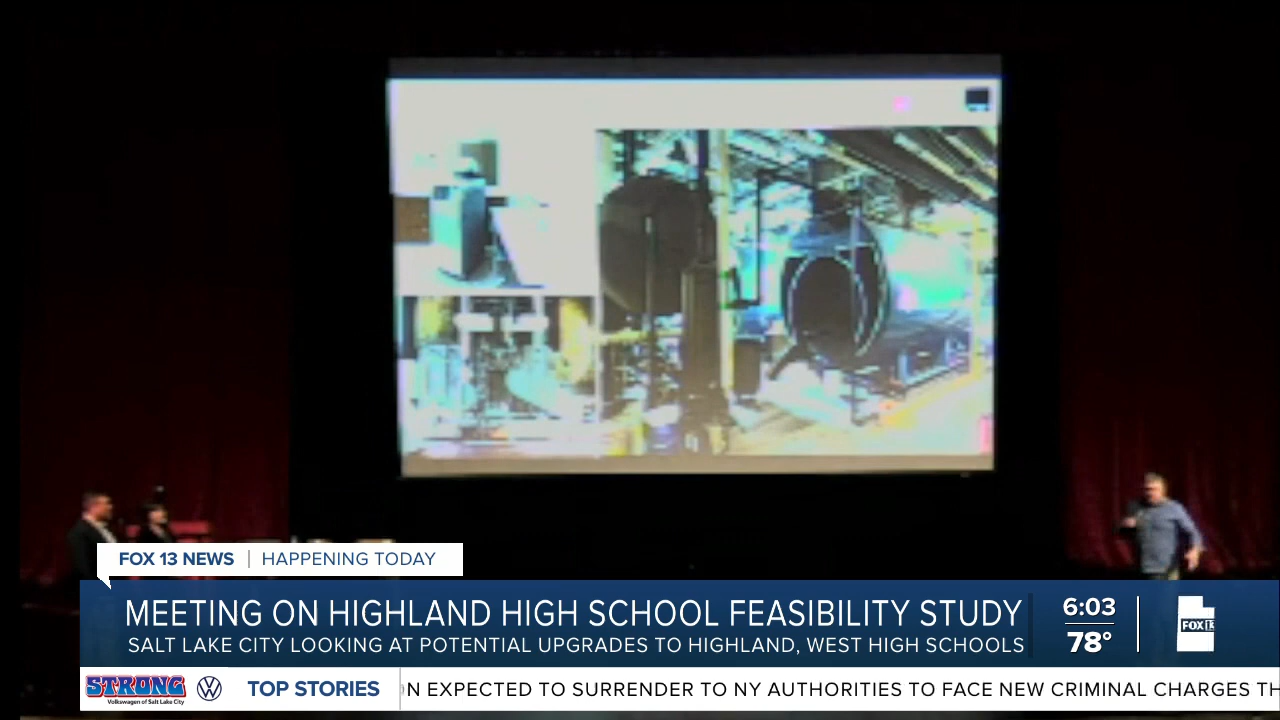 FOX 13 NEWS | HAPPENING TODAY
MEETING ON HIGHLAND HIGH SCHOOL FEASIBILITY STUDY
SALT LAKE CITY LOOKING AT POTENTIAL UPGRADES TO HIGHLAND, WEST HIGH SCHOOLS
6:03
78°
FOX
STRONG
Volkswagen of Salt Lake City
TOP STORIES
N EXPECTED TO SURRENDER TO NY AUTHORITIES TO FACE NEW CRIMINAL CHARGES TH